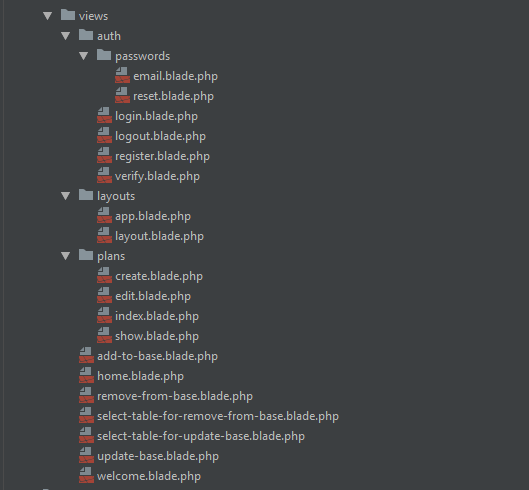 views
auth
passwords
email.blade.php
reset.blade.php
login.blade.php
logout.blade.php
register.blade.php
verify.blade.php
layouts
app.blade.php
layout.blade.php
plans
create.blade.php
edit.blade.php
index.blade.php
show.blade.php
add-to-base.blade.php
home.blade.php
remove-from-base.blade.php
select-table-for-remove-from-base.blade.php
select-table-for-update-base.blade.php
update-base.blade.php
welcome.blade.php